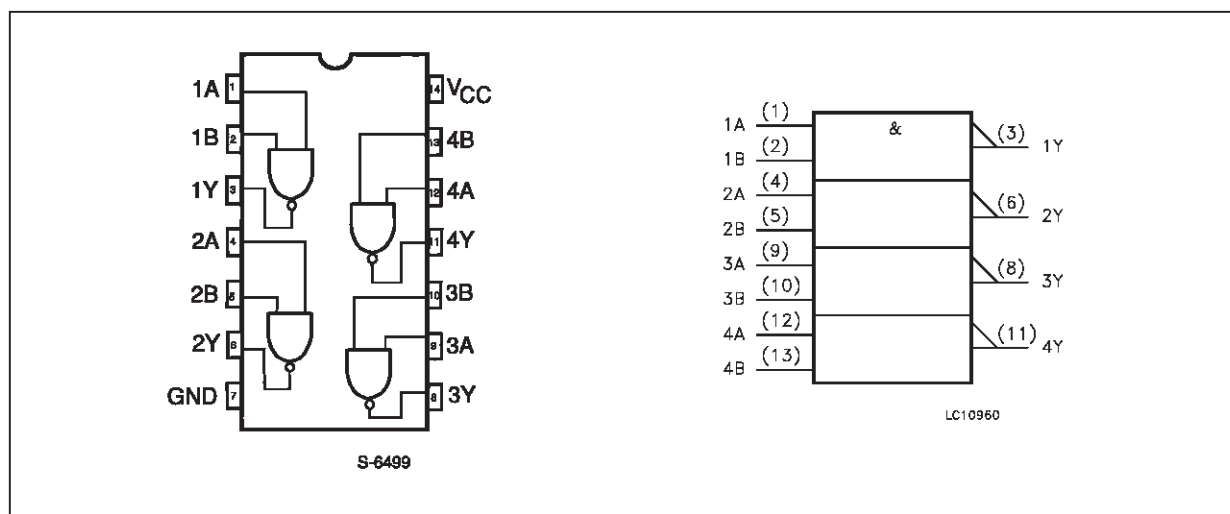 1A 1
1B 2
1Y 3
2A 4
2B 5
2Y 6
GND 7
14 VCC
13 4B
12 4A
11 4Y
10 3B
9 3A
8 3Y
S-6499
&
1A (1)
1B (2)
2A (4)
2B (5)
3A (9)
3B (10)
4A (12)
4B (13)
(3) 1Y
(6) 2Y
(8) 3Y
(11) 4Y
LC10960